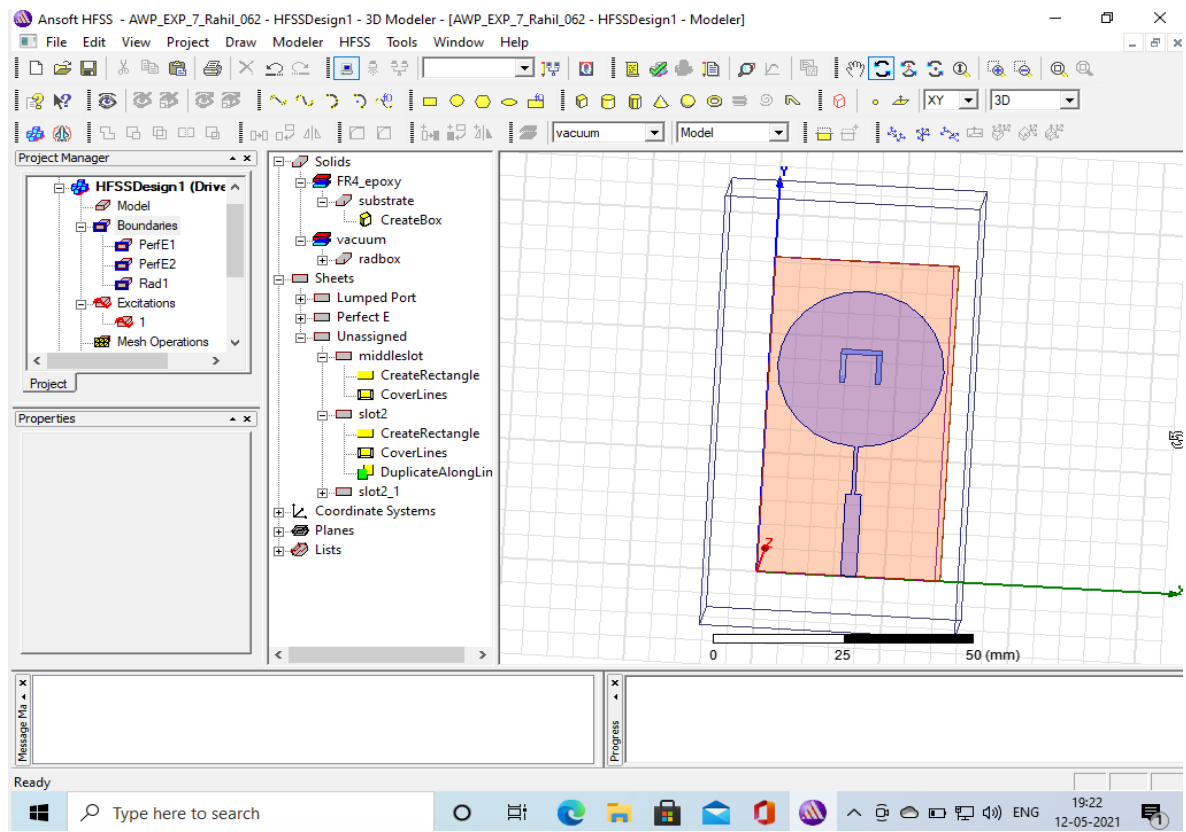 Ansoft HFSS - AWP_EXP_7_Rahil_062 - HFSSDesign1 - 3D Modeler - [AWP_EXP_7_Rahil_062 - HFSSDesign1 - Modeler]
File Edit View Project Draw Modeler HFSS Tools Window Help
XY 3D
vacuum Model
Project Manager
HFSSDesign1 (Drive
Model
Boundaries
PerfE1
PerfE2
Rad1
Excitations
1
Mesh Operations
Project
Properties
Solids
FR4_epoxy
substrate
CreateBox
vacuum
radbox
Sheets
Lumped Port
Perfect E
Unassigned
middleslot
CreateRectangle
CoverLines
slot2
CreateRectangle
CoverLines
DuplicateAlongLin
slot2_1
Coordinate Systems
Planes
Lists
Y
Z
0 25 50 (mm)
Message Ma
Progress
Ready
Type here to search
ENG
19:22
12-05-2021
1